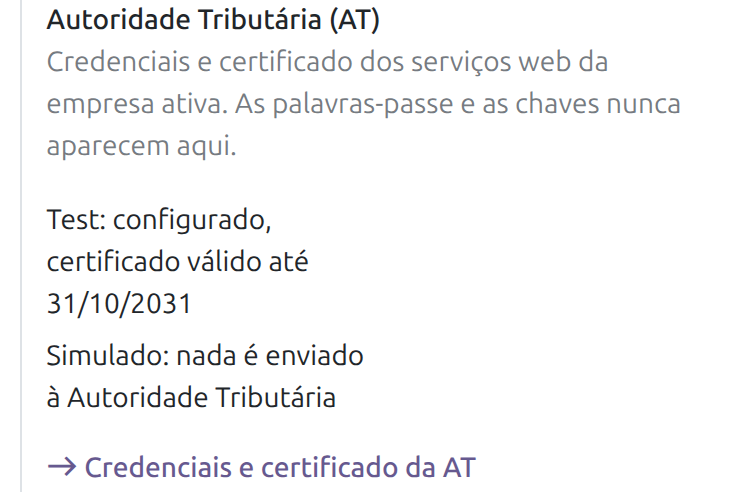 Autoridade Tributária (AT)
Credenciais e certificado dos serviços web da
empresa ativa. As palavras-passe e as chaves nunca
aparecem aqui.
Test: configurado,
certificado válido até
31/10/2031
Simulado: nada é enviado
à Autoridade Tributária
→ Credenciais e certificado da AT